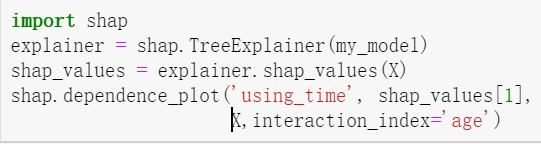 import shap
explainer = shap.TreeExplainer(my_model)
shap_values = explainer.shap_values(X)
shap.dependence_plot('using_time', shap_values[1],
X,interaction_index='age')